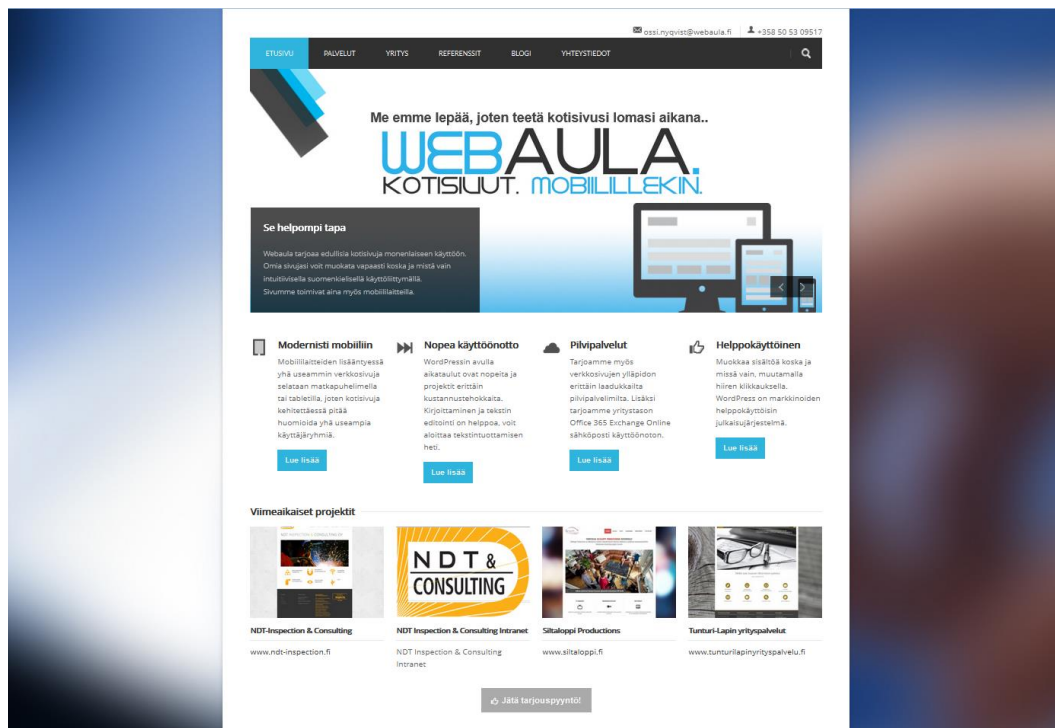 ossi.nyqvist@webaula.fi +358 50 53 09517
ETUSIVU PALVELUT YRITYS REFERENSSIT BLOGI YHTEYSTIEDOT
Me emme lepää, joten teetä kotisivusi lomasi aikana..
WEBAULA.
KOTISIVUT. MOBIILILLEKIN.
Se helpompi tapa
Webaula tarjoaa edullisia kotisivuja monenlaiseen käyttöön.
Omia sivujasi voit muokata vapaasti koska ja mistä vain
intuitiivisella suomenkielisellä käyttöliittymällä.
Sivumme toimivat aina myös mobiililaitteilla.
Modernisti mobiiliin
Mobiililaitteiden lisääntyessä
yhä useammin verkkosivuja
selataan matkapuhelimella
tai tabletilla, joten kotisivuja
kehitettäessä pitää
huomioida yhä useampia
käyttäjäryhmiä.
Lue lisää
Nopea käyttöönotto
WordPressin avulla
aikataulut ovat nopeita ja
projektit erittäin
kustannustehokkaita.
Kirjoittaminen ja tekstin
editointi on helppoa, voit
aloittaa tekstintuottamisen
heti.
Lue lisää
Pilvipalvelut
Tarjoamme myös
verkkosivujen ylläpidon
erittäin laadukkailta
pilvipalvelimilta. Lisäksi
tarjoamme yritystason
Office 365 Exchange Online
sähköposti käyttöönoton.
Lue lisää
Helppokäyttöinen
Muokkaa sisältöä koska ja
missä vain, muutamalla
hiiren klikkauksella.
WordPress on markkinoiden
helppokäyttöisin
julkaisujärjestelmä.
Lue lisää
Viimeaikaiset projektit
NDT &
CONSULTING
NDT-Inspection & Consulting
www.ndt-inspection.fi
NDT Inspection & Consulting Intranet
NDT Inspection & Consulting
Intranet
Siltaloppi Productions
www.siltaloppi.fi
Tunturi-Lapin yrityspalvelut
www.tunturilapinyrityspalvelu.fi
Jätä tarjouspyyntö!